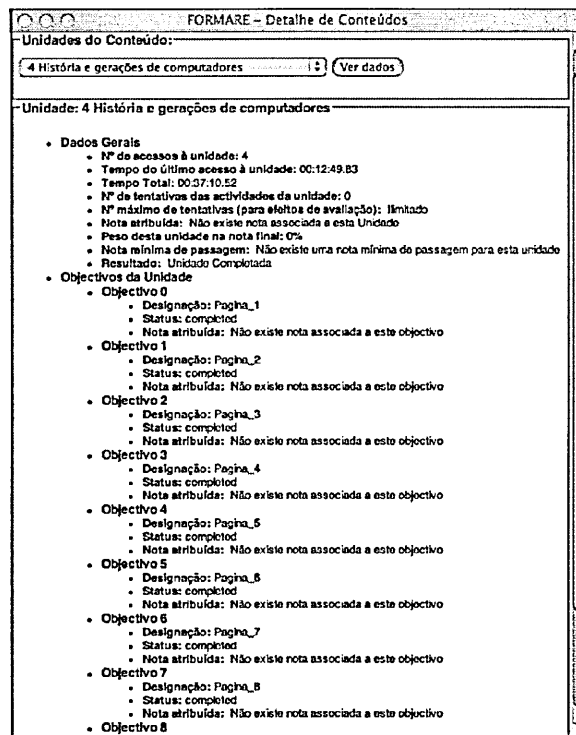 FORMARE – Detalhe de Conteúdos
Unidades do Conteúdo:
4 História e gerações de computadores
Ver dados
Unidade: 4 História e gerações de computadores
Dados Gerais
Nº de acessos à unidade: 4
Tempo do último acesso à unidade: 00:12:49.83
Tempo Total: 00:37:10.52
Nº de tentativas das actividades da unidade: 0
Nº máximo de tentativas (para efeitos de avaliação): Ilimitado
Nota atribuída: Não existe nota associada a esta Unidade
Peso desta unidade na nota final: 0%
Nota mínima de passagem: Não existe uma nota mínima de passagem para esta unidade
Resultado: Unidade Completada
Objectivos da Unidade
Objectivo 0
Designação: Pagina_1
Status: completed
Nota atribuída: Não existe nota associada a este objectivo
Objectivo 1
Designação: Pagina_2
Status: completed
Nota atribuída: Não existe nota associada a este objectivo
Objectivo 2
Designação: Pagina_3
Status: completed
Nota atribuída: Não existe nota associada a este objectivo
Objectivo 3
Designação: Pagina_4
Status: completed
Nota atribuída: Não existe nota associada a este objectivo
Objectivo 4
Designação: Pagina_5
Status: completed
Nota atribuída: Não existe nota associada a este objectivo
Objectivo 5
Designação: Pagina_6
Status: completed
Nota atribuída: Não existe nota associada a este objectivo
Objectivo 6
Designação: Pagina_7
Status: completed
Nota atribuída: Não existe nota associada a este objectivo
Objectivo 7
Designação: Pagina_8
Status: completed
Nota atribuída: Não existe nota associada a este objectivo
Objectivo 8